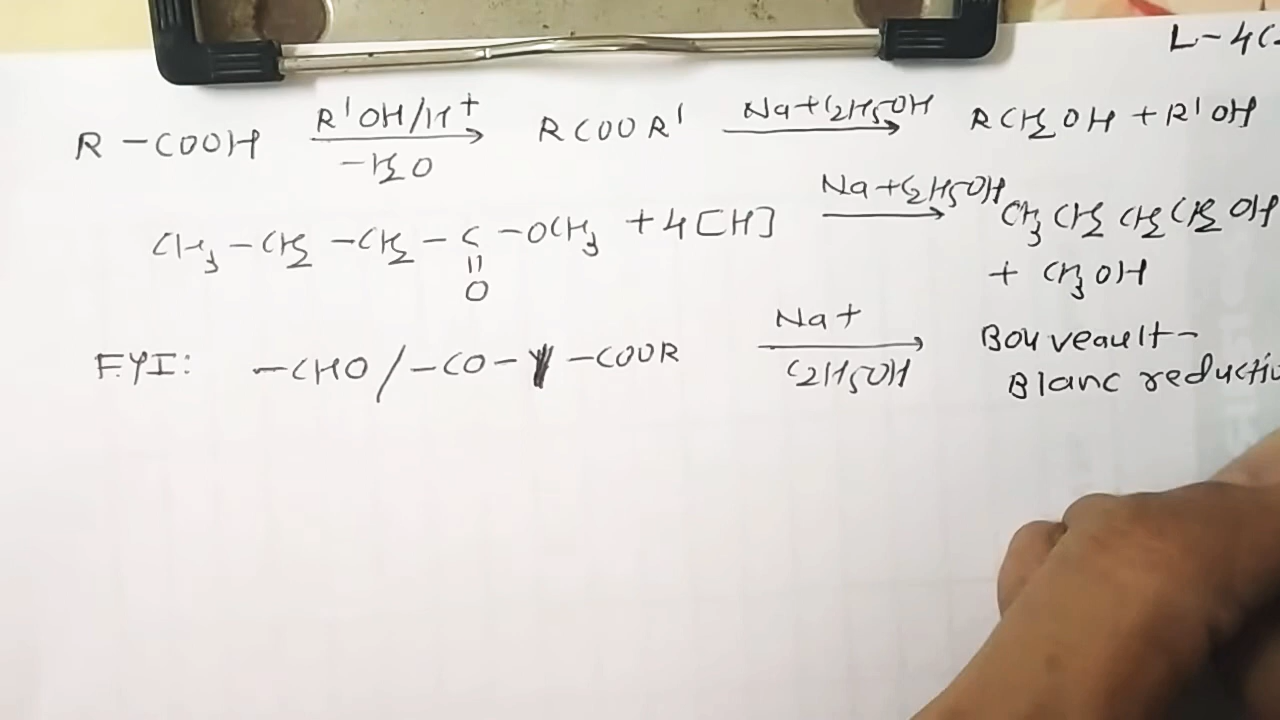 L-4(
R-COOH R'OH/H+ -H2O RCOOR' Na+C2H5OH RCH2OH + R'OH
CH3-CH2-CH2-C-OCH3 + 4[H] Na+C2H5OH CH3CH2CH2CH2OH
||
O
+ CH3OH
F.Y.I: -CHO/-CO- -COOR Na+ C2H5OH Bouveault-
Blanc reductio